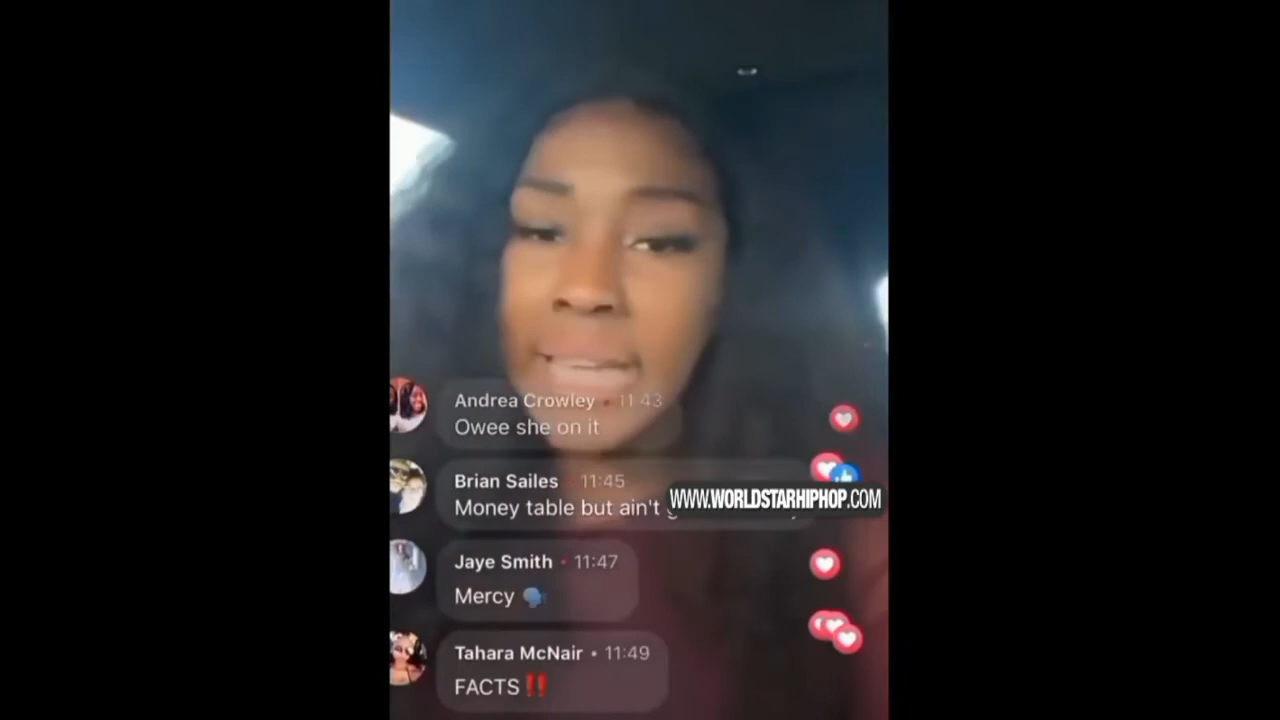 Andrea Crowley • 11:43
Owee she on it
Brian Sailes • 11:45
Money table but ain't
WWW.WORLDSTARHIPHOP.COM
Jaye Smith • 11:47
Mercy 🗣
Tahara McNair • 11:49
FACTS‼️